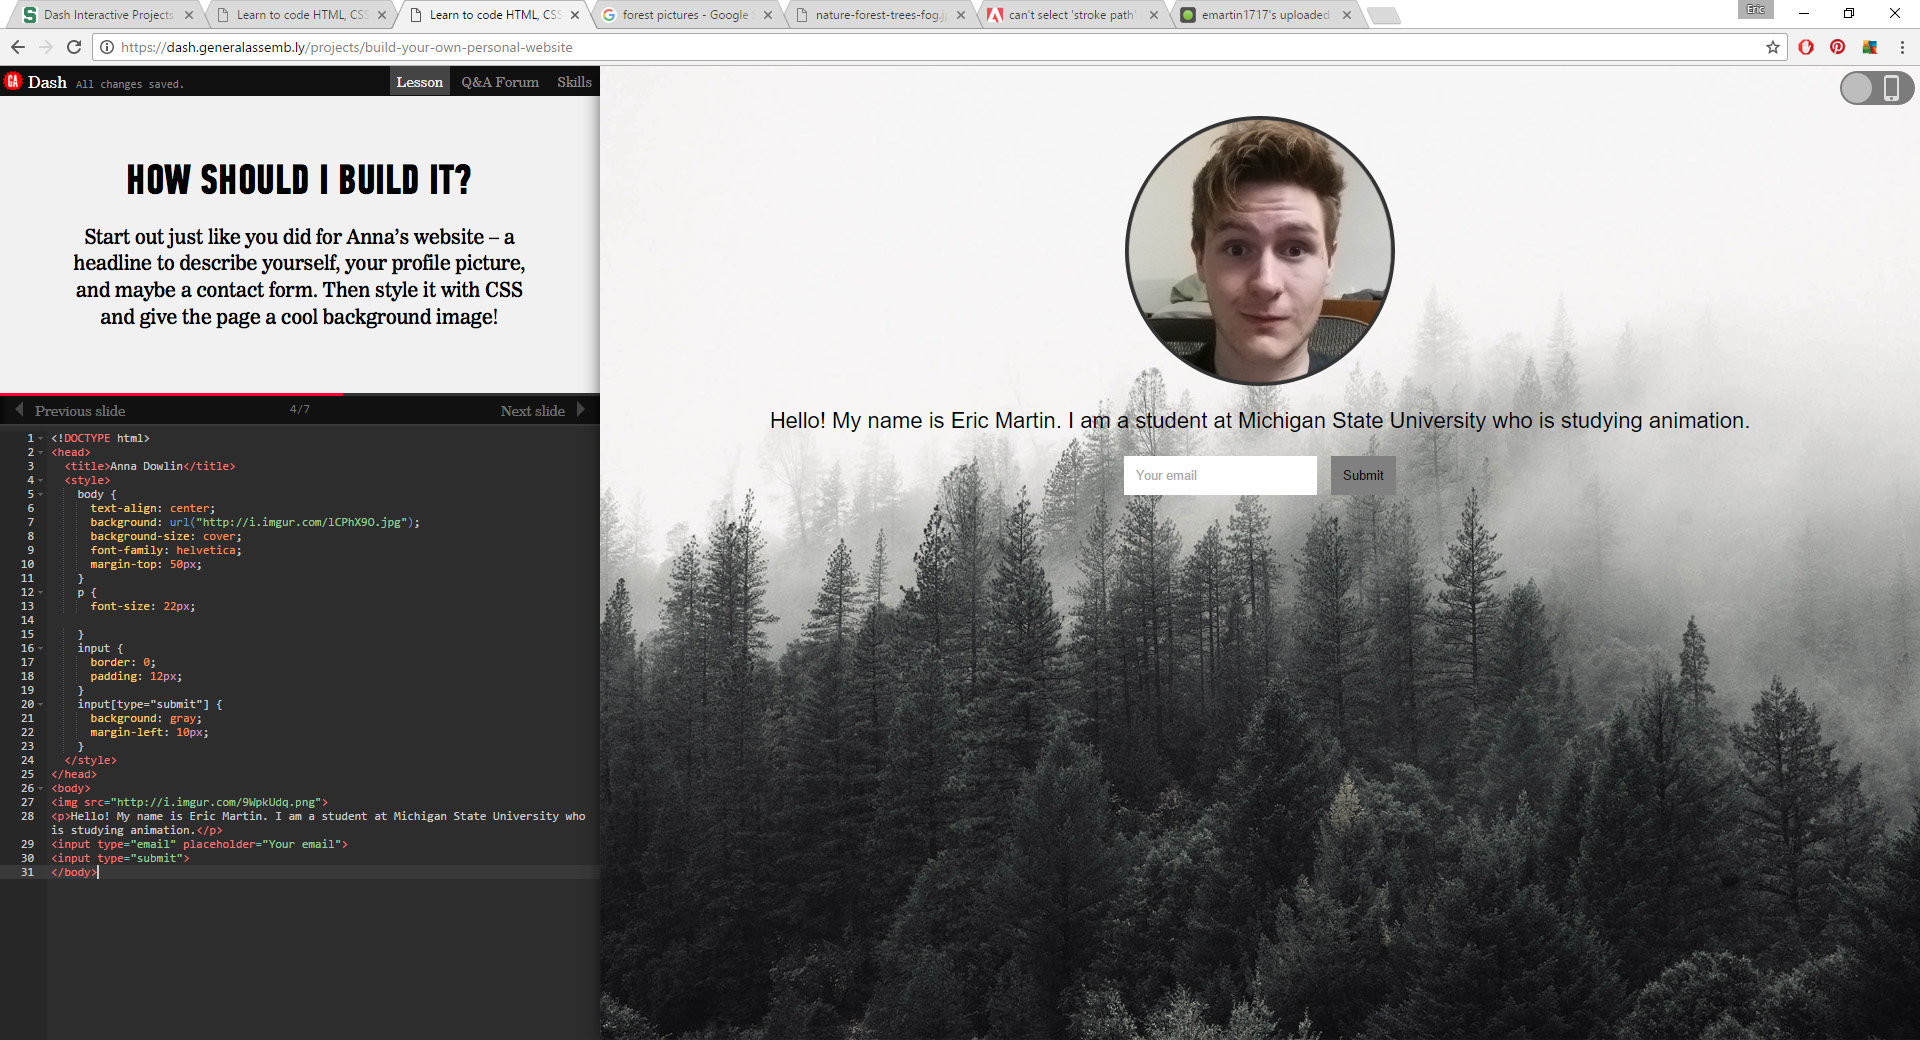 Dash Interactive Projects
Learn to code HTML, CSS
Learn to code HTML, CSS
forest pictures - Google
nature-forest-trees-fog.j
can't select 'stroke path'
emartin1717's uploaded
Eric
https://dash.generalassemb.ly/projects/build-your-own-personal-website
GA Dash All changes saved. Lesson Q&A Forum Skills
HOW SHOULD I BUILD IT?
Start out just like you did for Anna’s website – a
headline to describe yourself, your profile picture,
and maybe a contact form. Then style it with CSS
and give the page a cool background image!
Previous slide 4/7 Next slide
1 <!DOCTYPE html>
2 <head>
3 <title>Anna Dowlin</title>
4 <style>
5 body {
6 text-align: center;
7 background: url("http://i.imgur.com/lCPhX9O.jpg");
8 background-size: cover;
9 font-family: helvetica;
10 margin-top: 50px;
11 }
12 p {
13 font-size: 22px;
14
15 }
16 input {
17 border: 0;
18 padding: 12px;
19 }
20 input[type="submit"] {
21 background: gray;
22 margin-left: 10px;
23 }
24 </style>
25 </head>
26 <body>
27 <img src="http://i.imgur.com/9WpkUdq.png">
28 <p>Hello! My name is Eric Martin. I am a student at Michigan State University who
is studying animation.</p>
29 <input type="email" placeholder="Your email">
30 <input type="submit">
31 </body>
Hello! My name is Eric Martin. I am a student at Michigan State University who is studying animation.
Your email Submit